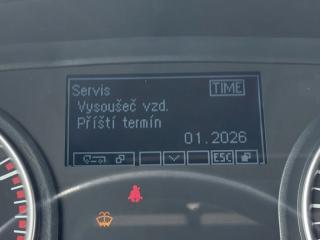 Servis TIME
Vysoušeč vzd.
Příští termín
01.2026
ESC